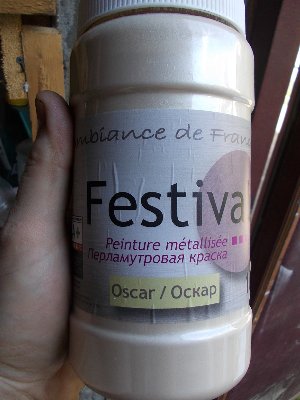 mbiance de Fran
Festiva
Peinture métallisée
Перламутровая краска
Oscar / Оскар